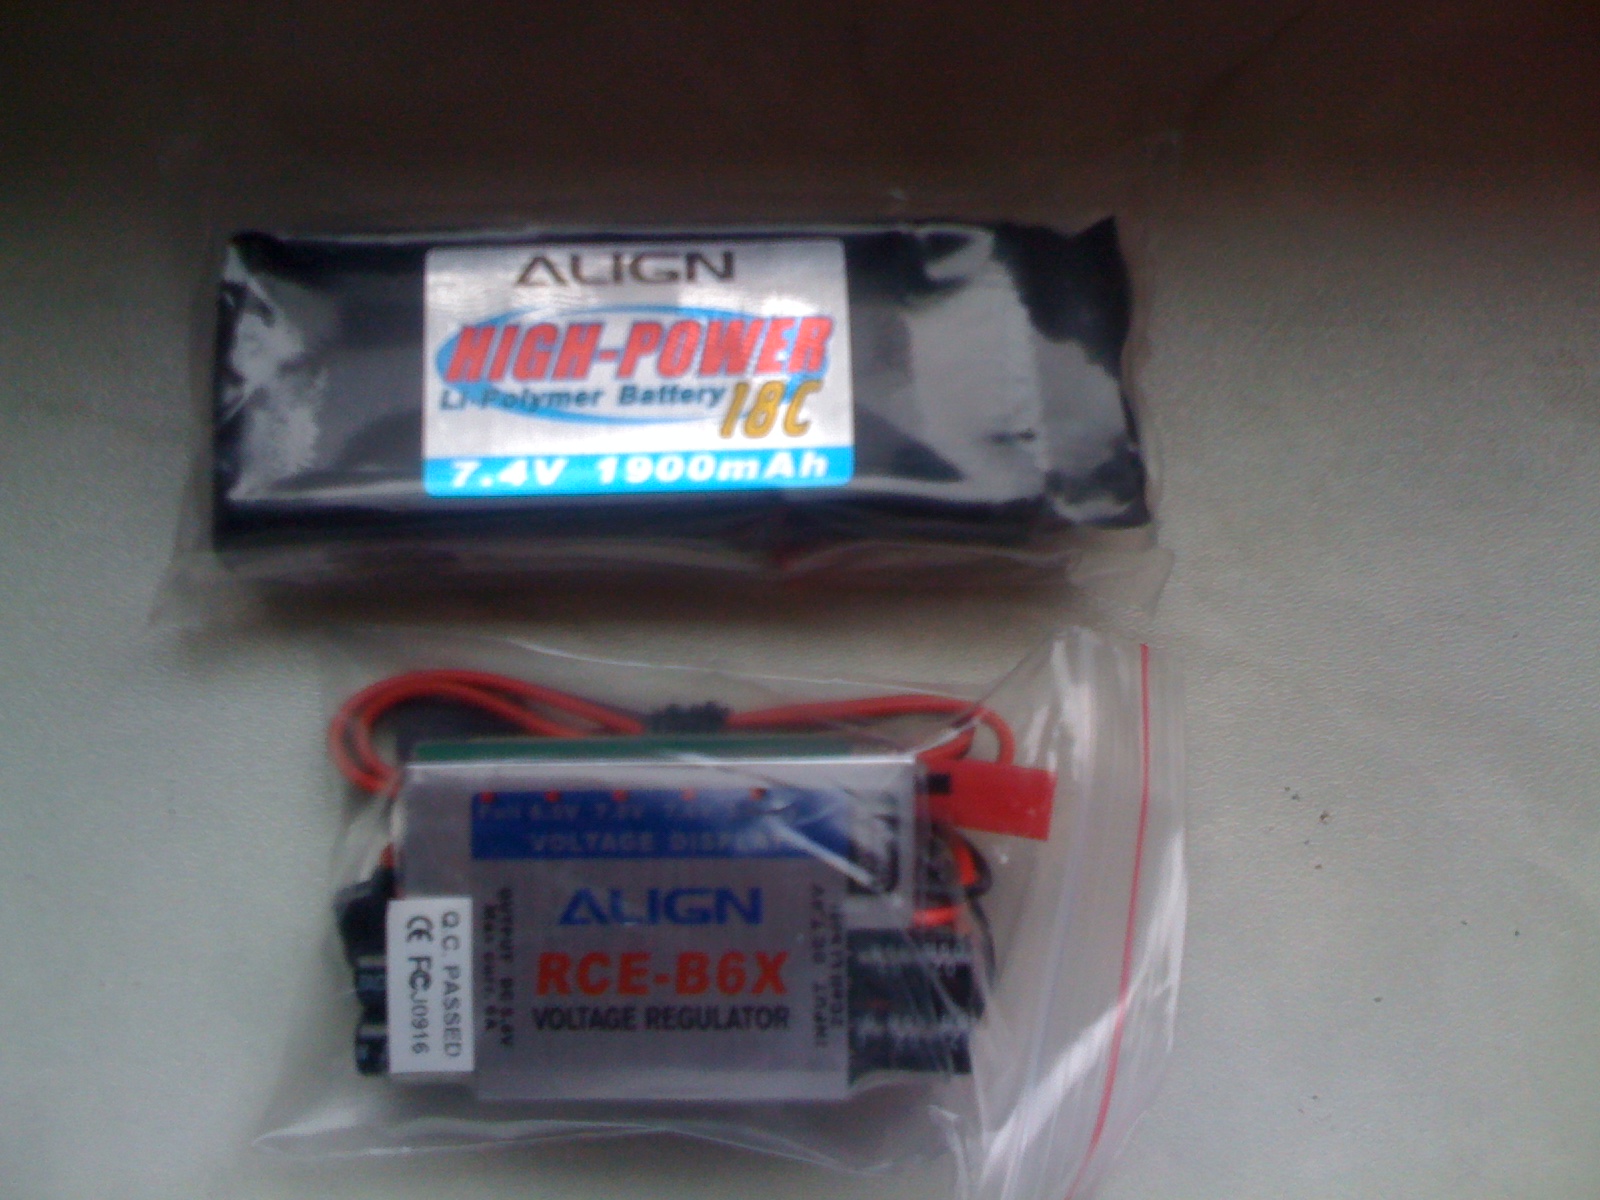 ALIGN
HIGH-POWER
Li-Polymer Battery
18C
7.4V 1900mAh
VOLTAGE DISPLAY
ALIGN
RCE-B6X
VOLTAGE REGULATOR
Q.C. PASSED
CE FC J0916